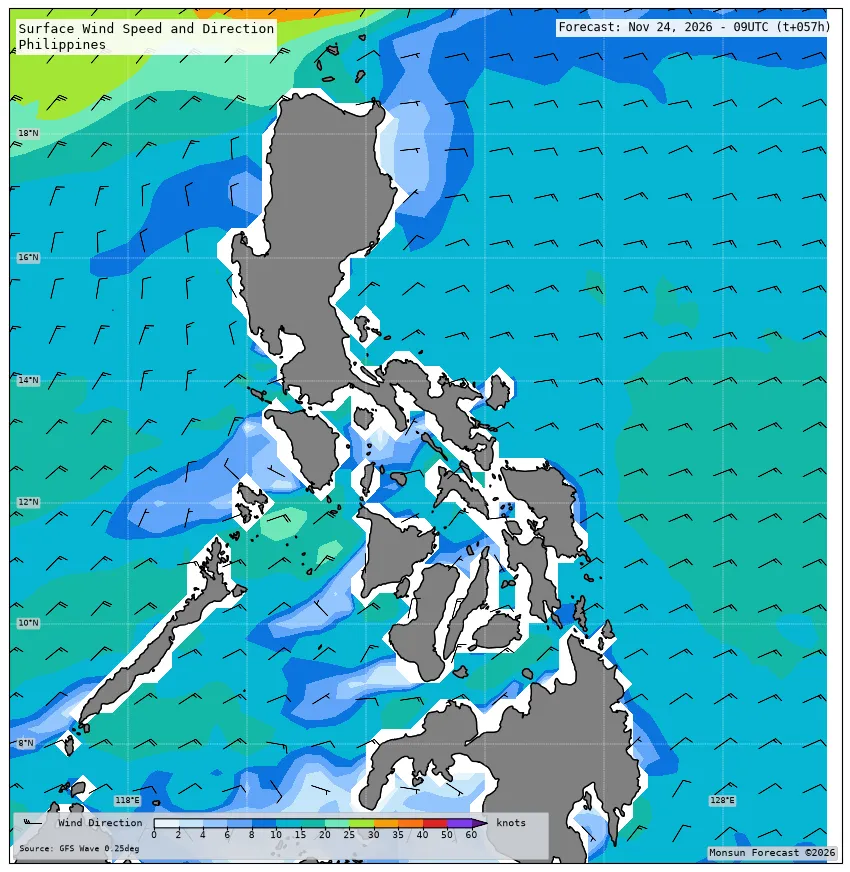 Surface Wind Speed and Direction
Philippines
Forecast: Nov 24, 2026 - 09UTC (t+057h)
18°N
16°N
14°N
12°N
10°N
8°N
118°E
128°E
Wind Direction
knots
0 2 4 6 8 10 15 20 25 30 35 40 50 60
Source: GFS Wave 0.25deg
Monsun Forecast ©2026